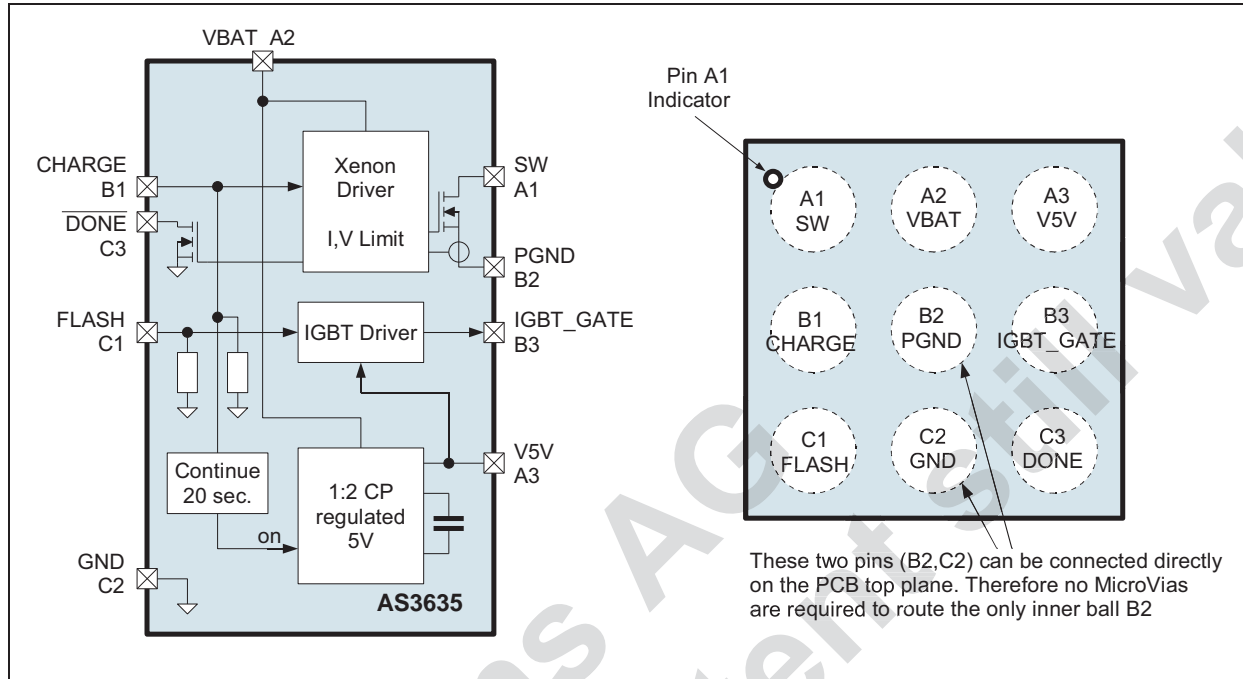 VBAT A2
CHARGE
B1
DONE
C3
FLASH
C1
GND
C2
Xenon
Driver
I,V Limit
IGBT Driver
Continue
20 sec.
on
1:2 CP
regulated
5V
AS3635
SW
A1
PGND
B2
IGBT_GATE
B3
V5V
A3
Pin A1
Indicator
A1
SW
A2
VBAT
A3
V5V
B1
CHARGE
B2
PGND
B3
IGBT_GATE
C1
FLASH
C2
GND
C3
DONE
These two pins (B2,C2) can be connected directly
on the PCB top plane. Therefore no MicroVias
are required to route the only inner ball B2
s AG
tent still va